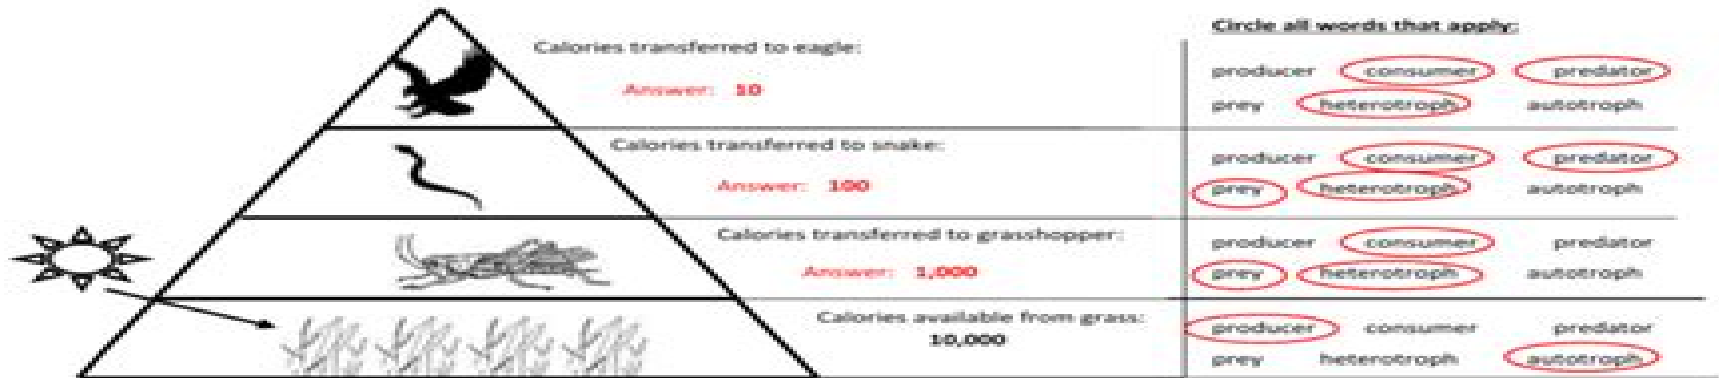 Circle all words that apply:
Calories transferred to eagle:
Answer: 10
producer consumer predator
prey heterotroph autotroph
Calories transferred to snake:
Answer: 100
producer consumer predator
prey heterotroph autotroph
Calories transferred to grasshopper:
Answer: 1,000
producer consumer predator
prey heterotroph autotroph
Calories available from grass:
10,000
producer consumer predator
prey heterotroph autotroph